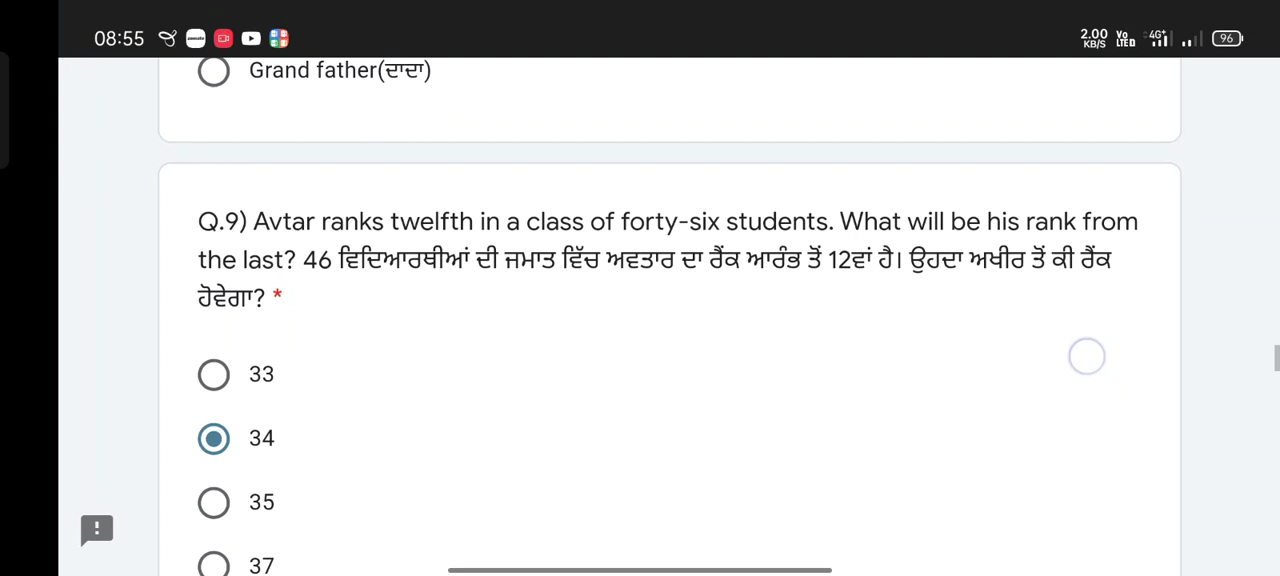 08:55 2.00 KB/S Vo LTED 4G+ 96
Grand father(ਦਾਦਾ)
Q.9) Avtar ranks twelfth in a class of forty-six students. What will be his rank from
the last? 46 ਵਿਦਿਆਰਥੀਆਂ ਦੀ ਜਮਾਤ ਵਿੱਚ ਅਵਤਾਰ ਦਾ ਰੈਂਕ ਆਰੰਭ ਤੋਂ 12ਵਾਂ ਹੈ। ਉਹਦਾ ਅਖੀਰ ਤੋਂ ਕੀ ਰੈਂਕ
ਹੋਵੇਗਾ? *
33
34
35
37